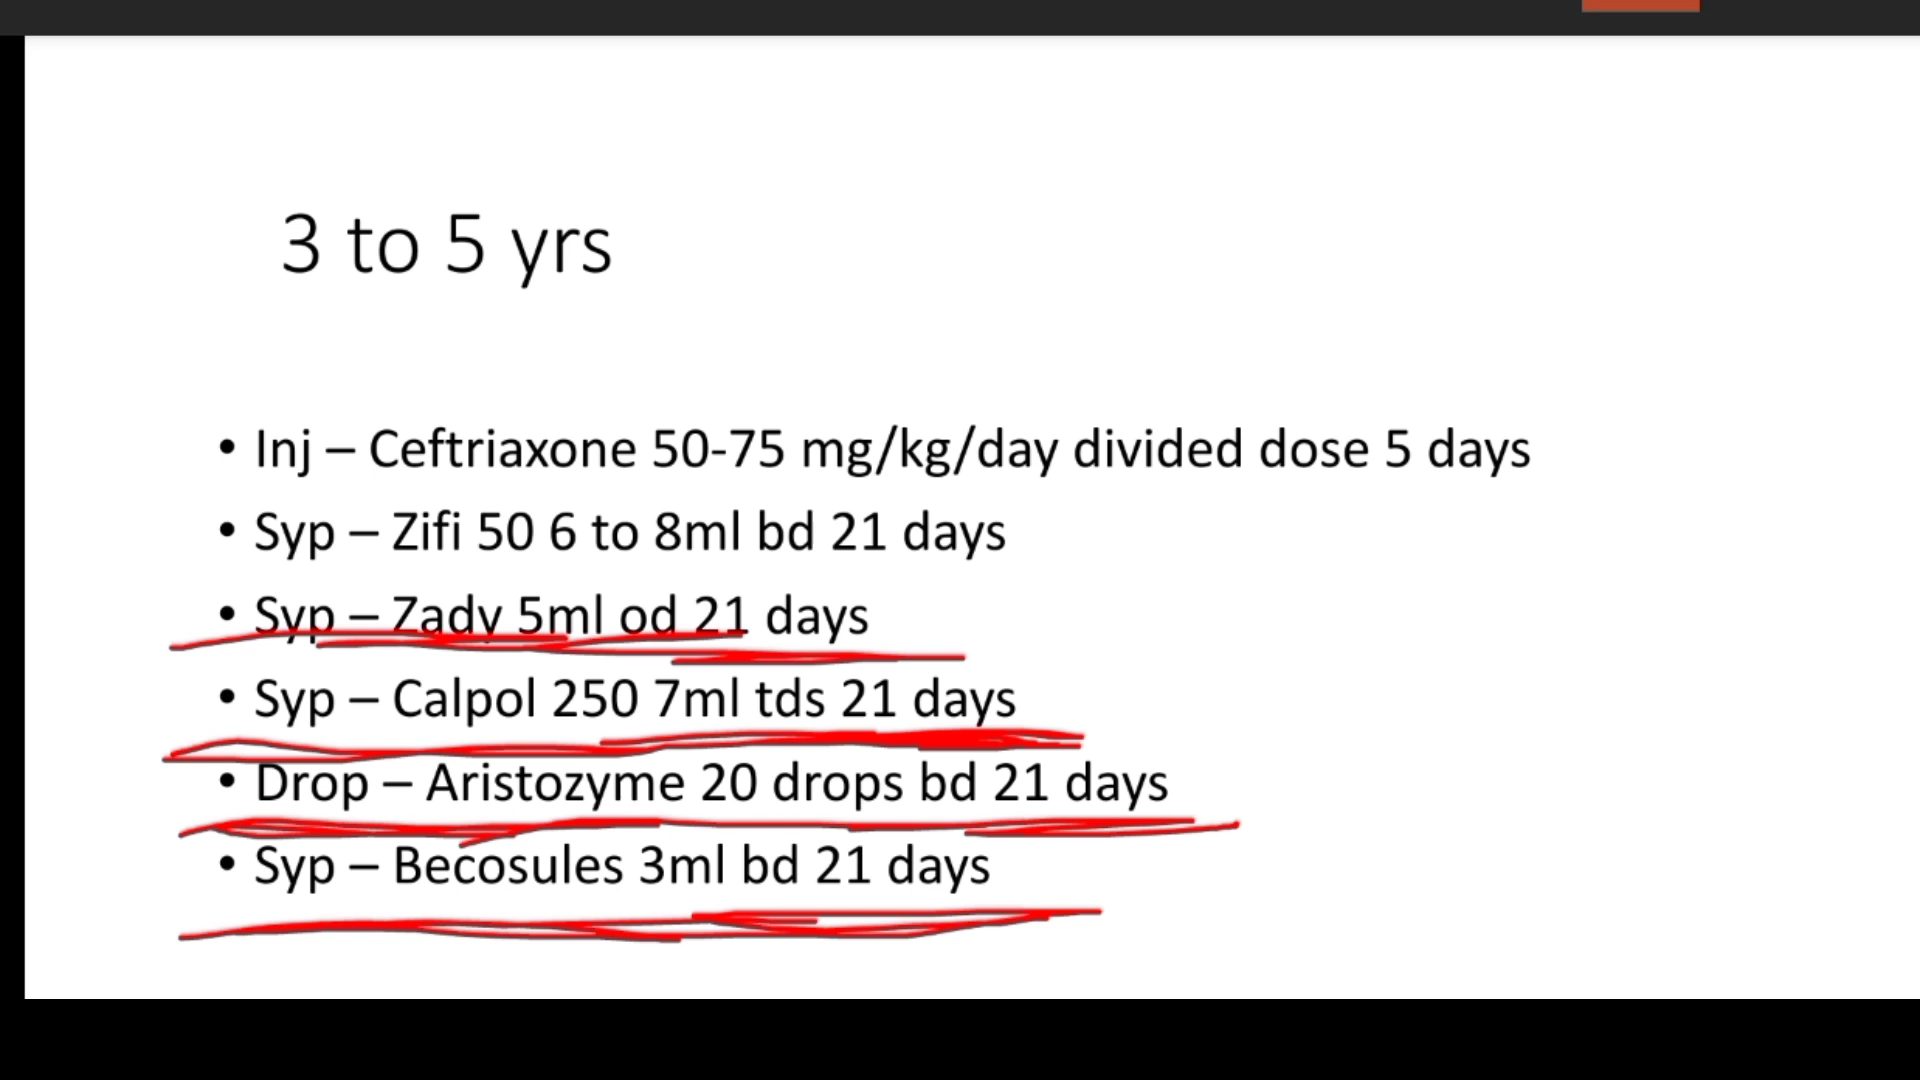 3 to 5 yrs
• Inj – Ceftriaxone 50-75 mg/kg/day divided dose 5 days
• Syp – Zifi 50 6 to 8ml bd 21 days
• Syp – Zady 5ml od 21 days
• Syp – Calpol 250 7ml tds 21 days
• Drop – Aristozyme 20 drops bd 21 days
• Syp – Becosules 3ml bd 21 days